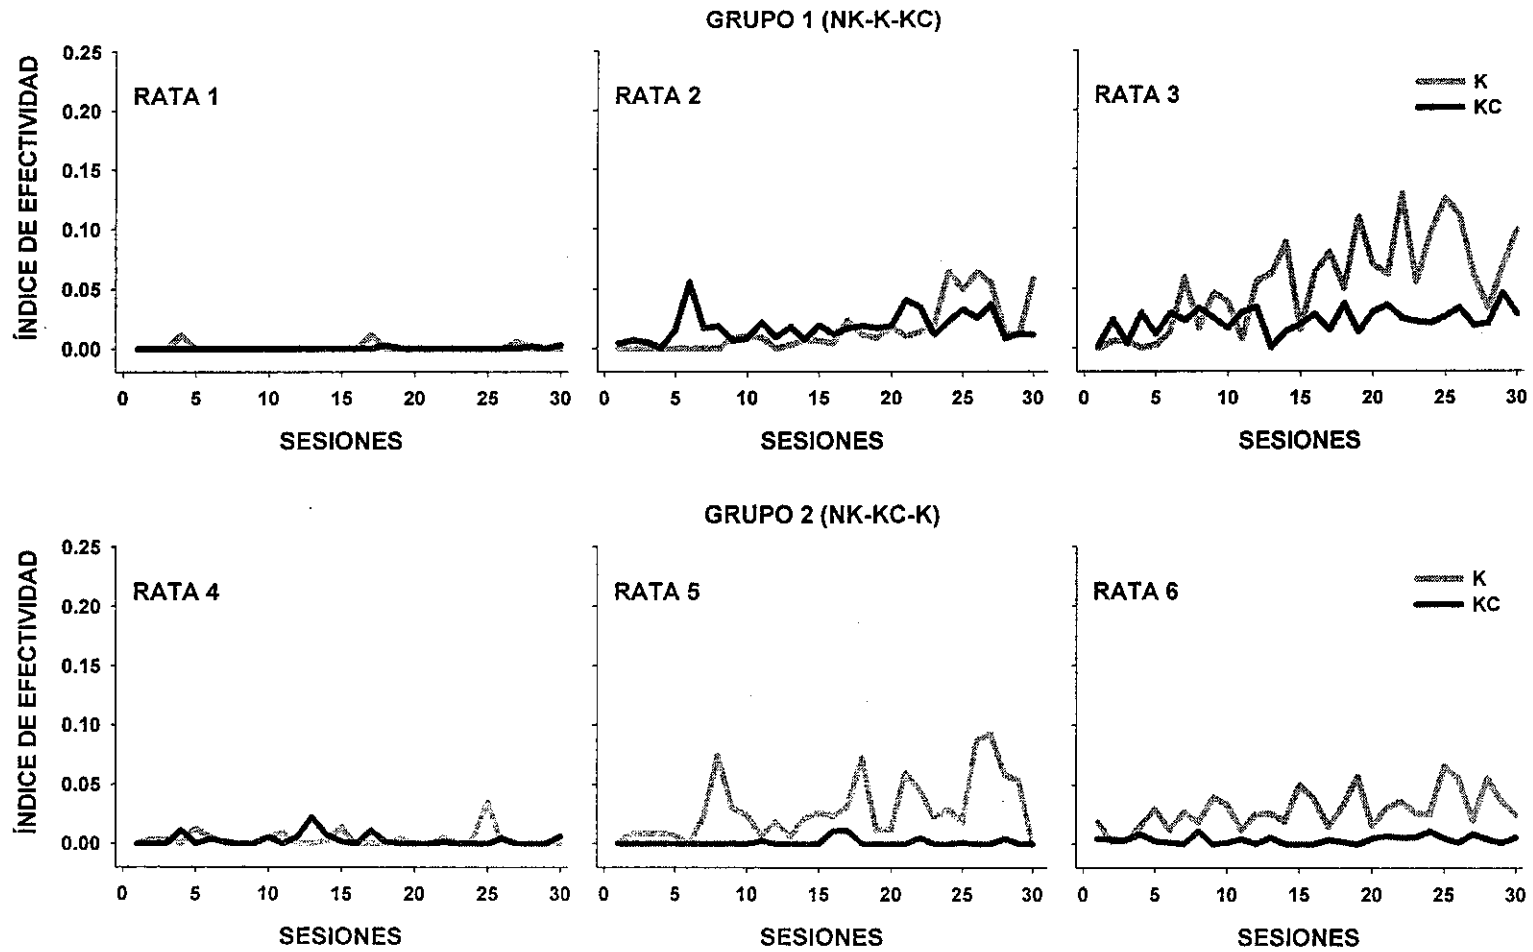 GRUPO 1 (NK-K-KC)
ÍNDICE DE EFECTIVIDAD
0.25
0.20
0.15
0.10
0.05
0.00
RATA 1
RATA 2
RATA 3
K
KC
0 5 10 15 20 25 30
0 5 10 15 20 25 30
0 5 10 15 20 25 30
SESIONES
SESIONES
SESIONES
GRUPO 2 (NK-KC-K)
ÍNDICE DE EFECTIVIDAD
0.25
0.20
0.15
0.10
0.05
0.00
RATA 4
RATA 5
RATA 6
K
KC
0 5 10 15 20 25 30
0 5 10 15 20 25 30
0 5 10 15 20 25 30
SESIONES
SESIONES
SESIONES